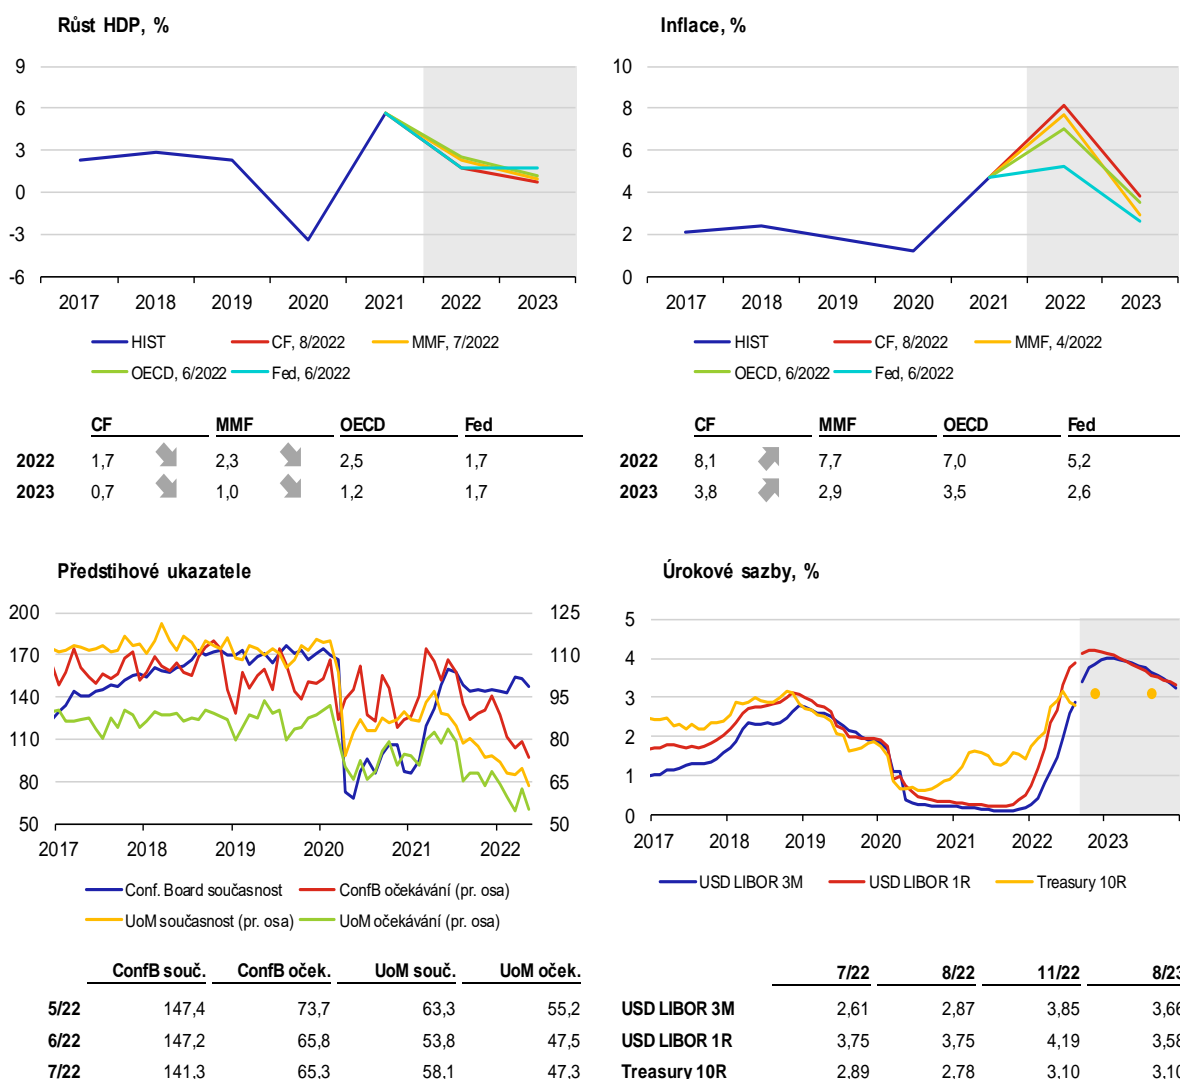 Růst HDP, %
9
6
3
0
-3
-6
2017 2018 2019 2020 2021 2022 2023
HIST CF, 8/2022 MMF, 7/2022
OECD, 6/2022 Fed, 6/2022
CF MMF OECD Fed
2022 1,7 2,3 2,5 1,7
2023 0,7 1,0 1,2 1,7
Inflace, %
10
8
6
4
2
0
2017 2018 2019 2020 2021 2022 2023
HIST CF, 8/2022 MMF, 4/2022
OECD, 6/2022 Fed, 6/2022
CF MMF OECD Fed
2022 8,1 7,7 7,0 5,2
2023 3,8 2,9 3,5 2,6
Předstihové ukazatele
200 125
170 110
140 95
110 80
80 65
50 50
2017 2018 2019 2020 2021 2022
Conf. Board současnost ConfB očekávání (pr. osa)
UoM současnost (pr. osa) UoM očekávání (pr. osa)
ConfB souč. ConfB oček. UoM souč. UoM oček.
5/22 147,4 73,7 63,3 55,2
6/22 147,2 65,8 53,8 47,5
7/22 141,3 65,3 58,1 47,3
Úrokové sazby, %
5
4
3
2
1
0
2017 2018 2019 2020 2021 2022 2023
USD LIBOR 3M USD LIBOR 1R Treasury 10R
7/22 8/22 11/22 8/23
USD LIBOR 3M 2,61 2,87 3,85 3,66
USD LIBOR 1R 3,75 3,75 4,19 3,58
Treasury 10R 2,89 2,78 3,10 3,10